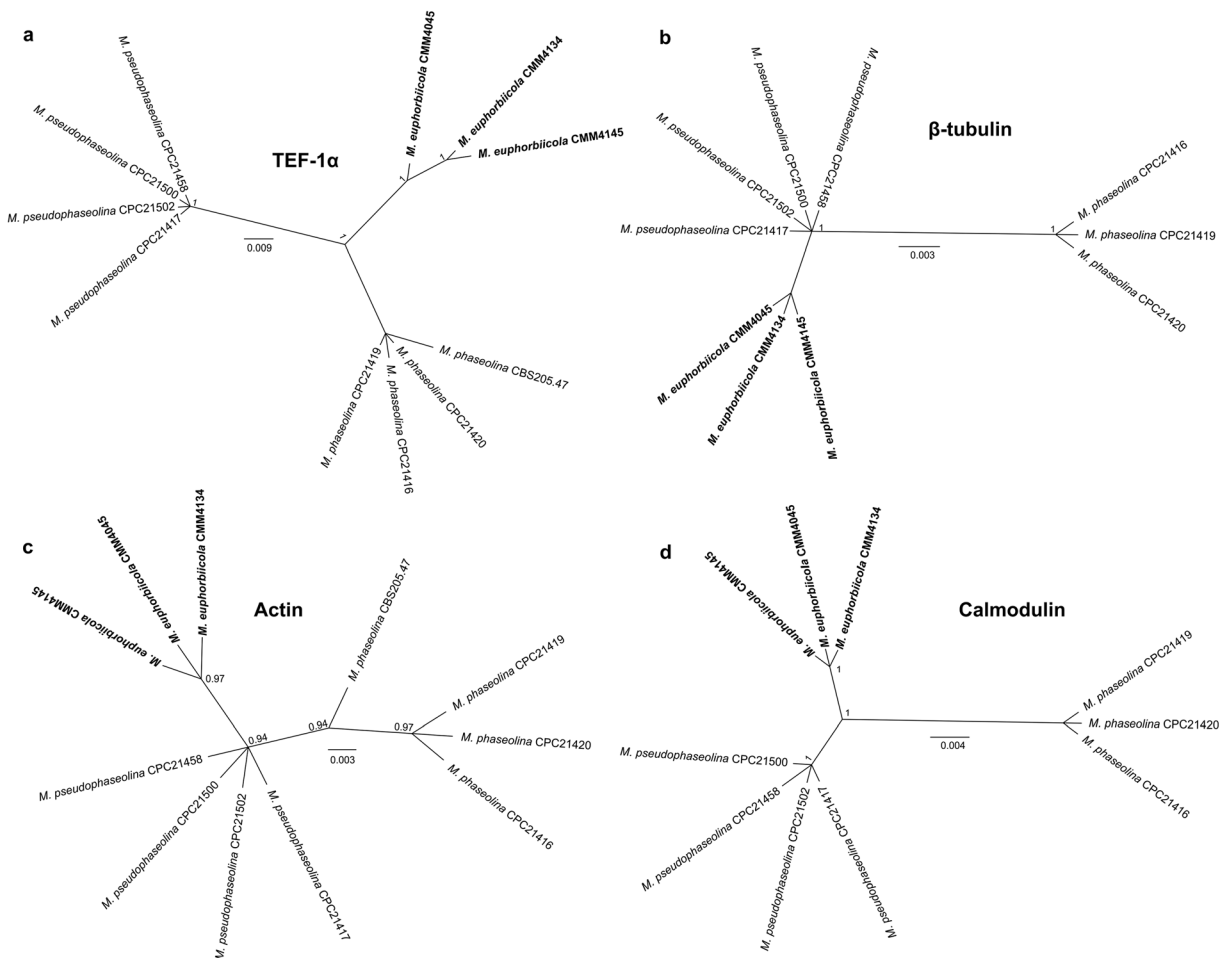 a
M. pseudophaseolina CPC21458
M. pseudophaseolina CPC21500
M. pseudophaseolina CPC21502
M. pseudophaseolina CPC21417
1
TEF-1α
0.009
M. euphorbiicola CMM4045
M. euphorbiicola CMM4134
M. euphorbiicola CMM4145
1
1
1
M. phaseolina CBS205.47
M. phaseolina CPC21420
M. phaseolina CPC21416
M. phaseolina CPC21419
b
M. pseudophaseolina CPC21500
M. pseudophaseolina CPC21458
M. pseudophaseolina CPC21502
M. pseudophaseolina CPC21417
1
β-tubulin
0.003
1
M. phaseolina CPC21416
M. phaseolina CPC21419
M. phaseolina CPC21420
M. euphorbiicola CMM4045
M. euphorbiicola CMM4134
M. euphorbiicola CMM4145
c
M. euphorbiicola CMM4145
M. euphorbiicola CMM4045
M. euphorbiicola CMM4134
0.97
Actin
M. phaseolina CBS205.47
0.94
0.94
0.97
0.003
M. phaseolina CPC21419
M. phaseolina CPC21420
M. phaseolina CPC21416
M. pseudophaseolina CPC21458
M. pseudophaseolina CPC21500
M. pseudophaseolina CPC21502
M. pseudophaseolina CPC21417
d
M. euphorbiicola CMM4145
M. euphorbiicola CMM4045
M. euphorbiicola CMM4134
1
Calmodulin
1
0.004
M. phaseolina CPC21419
M. phaseolina CPC21420
M. phaseolina CPC21416
M. pseudophaseolina CPC21500
1
M. pseudophaseolina CPC21458
M. pseudophaseolina CPC21502
M. pseudophaseolina CPC21417